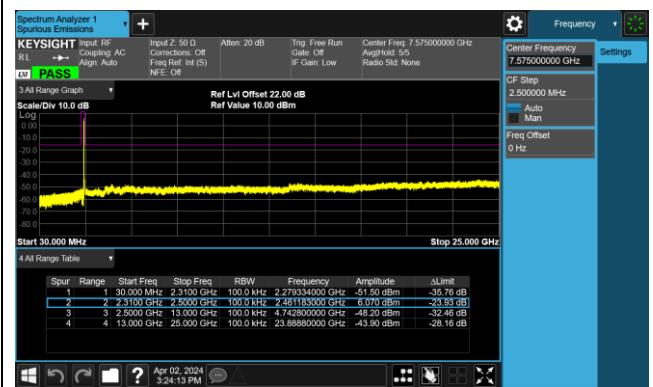 Spectrum Analyzer 1
Spurious Emissions
Frequency
KEYSIGHT
RL
LXI PASS
Input: RF
Coupling: AC
Align: Auto
Input Z: 50 Ω
Corrections: Off
Freq Ref: Int (S)
NFE: Off
Atten: 20 dB
Trig: Free Run
Gate: Off
IF Gain: Low
Center Freq: 7.575000000 GHz
Avg|Hold: 5/5
Radio Std: None
Center Frequency
7.575000000 GHz
Settings
CF Step
2.500000 MHz
Auto
Man
Freq Offset
0 Hz
3 All Range Graph
Scale/Div 10.0 dB
Ref Lvl Offset 22.00 dB
Ref Value 10.00 dBm
Log
0.00
-10.0
-20.0
-30.0
-40.0
-50.0
-60.0
-70.0
-80.0
Start 30.000 MHz
Stop 25.000 GHz
4 All Range Table
Spur Range Start Freq Stop Freq RBW Frequency Amplitude ΔLimit
1 1 30.000 MHz 2.3100 GHz 100.0 kHz 2.279334000 GHz -51.50 dBm -35.76 dB
2 2 2.3100 GHz 2.5000 GHz 100.0 kHz 2.461183000 GHz 6.070 dBm -23.93 dB
3 3 2.5000 GHz 13.000 GHz 100.0 kHz 4.742800000 GHz -48.20 dBm -32.46 dB
4 4 13.000 GHz 25.000 GHz 100.0 kHz 23.88880000 GHz -43.90 dBm -28.16 dB
Apr 02, 2024
3:24:13 PM